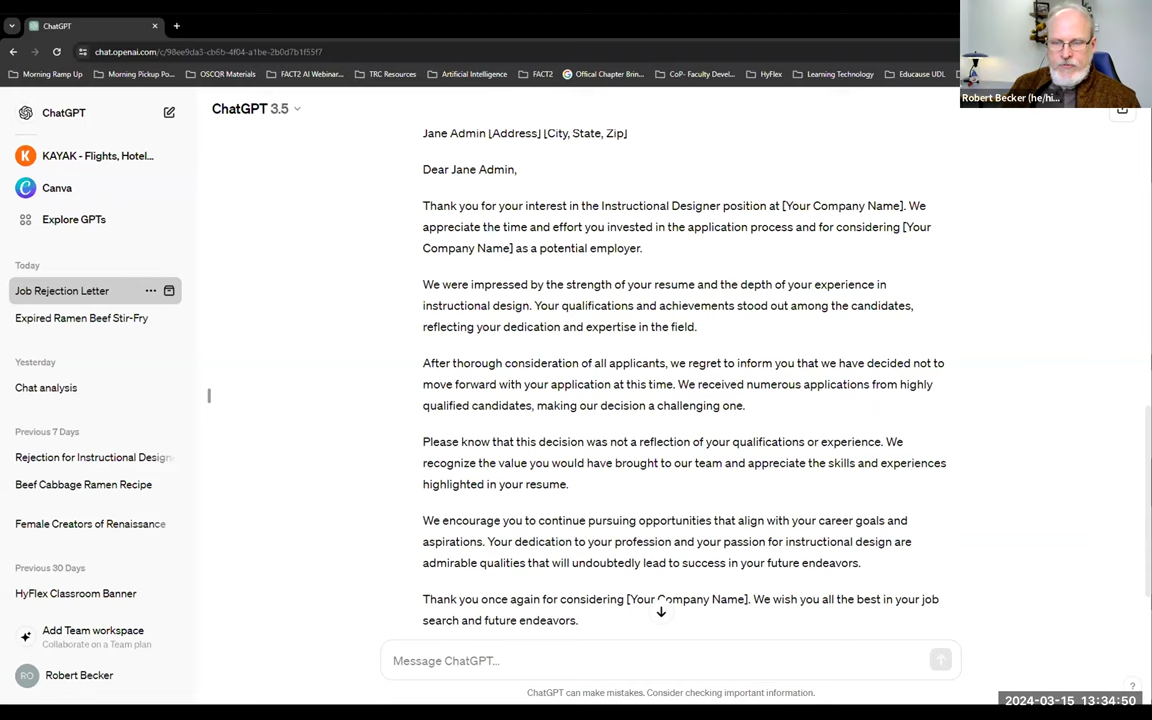 ChatGPT
chat.openai.com/c/98ee9da3-cb6b-4f04-a1be-2b0d7b1f55f7
Morning Ramp Up
Morning Pickup Po...
OSCQR Materials
FACT2 AI Webinar...
TRC Resources
Artificial Intelligence
FACT2
Offical Chapter Brin...
CoP- Faculty Devel...
HyFlex
Learning Technology
Educause UDL
Robert Becker (he/hi...
ChatGPT
KAYAK - Flights, Hotel...
Canva
Explore GPTs
Today
Job Rejection Letter
Expired Ramen Beef Stir-Fry
Yesterday
Chat analysis
Previous 7 Days
Rejection for Instructional Design
Beef Cabbage Ramen Recipe
Female Creators of Renaissance
Previous 30 Days
HyFlex Classroom Banner
Add Team workspace
Collaborate on a Team plan
RO
Robert Becker
ChatGPT 3.5
Jane Admin [Address] [City, State, Zip]
Dear Jane Admin,
Thank you for your interest in the Instructional Designer position at [Your Company Name]. We
appreciate the time and effort you invested in the application process and for considering [Your
Company Name] as a potential employer.
We were impressed by the strength of your resume and the depth of your experience in
instructional design. Your qualifications and achievements stood out among the candidates,
reflecting your dedication and expertise in the field.
After thorough consideration of all applicants, we regret to inform you that we have decided not to
move forward with your application at this time. We received numerous applications from highly
qualified candidates, making our decision a challenging one.
Please know that this decision was not a reflection of your qualifications or experience. We
recognize the value you would have brought to our team and appreciate the skills and experiences
highlighted in your resume.
We encourage you to continue pursuing opportunities that align with your career goals and
aspirations. Your dedication to your profession and your passion for instructional design are
admirable qualities that will undoubtedly lead to success in your future endeavors.
Thank you once again for considering [Your Company Name]. We wish you all the best in your job
search and future endeavors.
Message ChatGPT...
ChatGPT can make mistakes. Consider checking important information.
?
2024-03-15 13:34:50